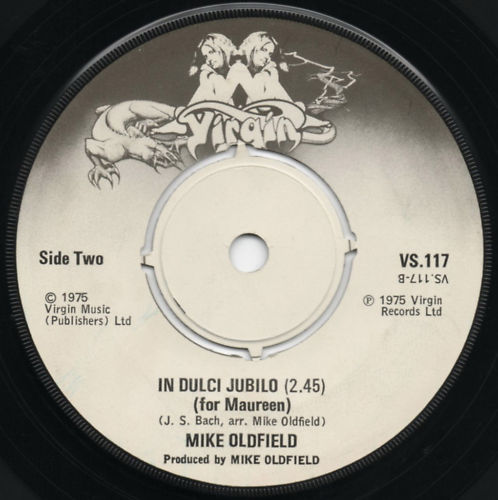 Virgin
Side Two
VS.117
VS.117-B
© 1975
Virgin Music
(Publishers) Ltd
℗ 1975 Virgin
Records Ltd.
IN DULCI JUBILO (2.45)
(for Maureen)
(J. S. Bach, arr. Mike Oldfield)
MIKE OLDFIELD
Produced by MIKE OLDFIELD